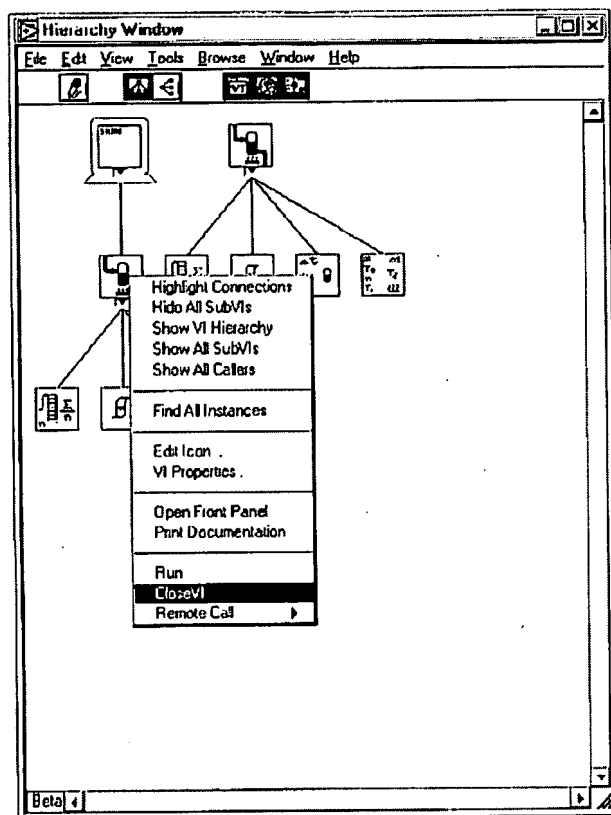 Hierarchy Window
File Edit View Tools Browse Window Help
VI
Highlight Connections
Hide All SubVIs
Show VI Hierarchy
Show All SubVIs
Show All Callers
Find All Instances
Edit Icon .
VI Properties .
Open Front Panel
Print Documentation
Run
CloseVI
Remote Call
Beta